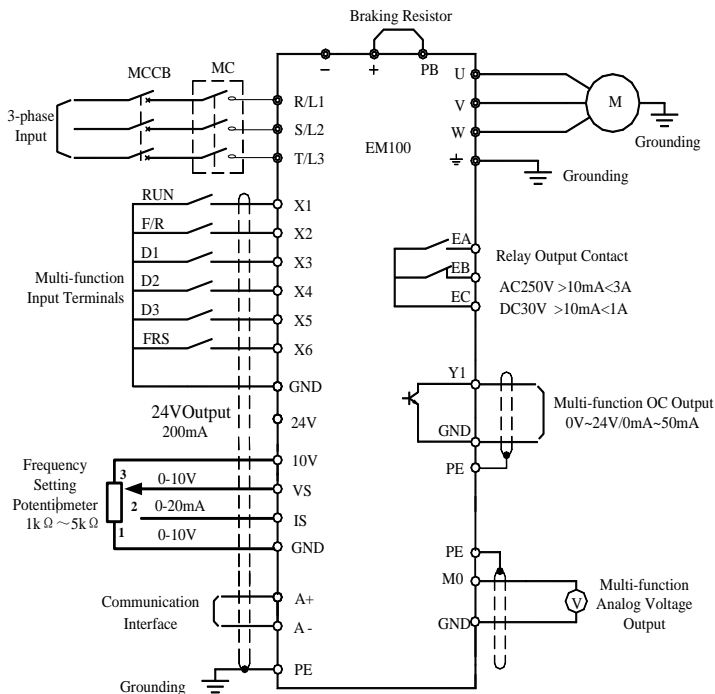 Braking Resistor
MCCB
MC
−
+
PB
3-phase
Input
R/L1
S/L2
T/L3
EM100
U
V
W
M
Grounding
Grounding
RUN
F/R
D1
D2
D3
FRS
Multi-function
Input Terminals
X1
X2
X3
X4
X5
X6
GND
24VOutput
200mA
24V
EA
EB
EC
Relay Output Contact
AC250V >10mA<3A
DC30V >10mA<1A
Y1
GND
PE
Multi-function OC Output
0V~24V/0mA~50mA
Frequency
Setting
Potentiometer
1kΩ~5kΩ
3
2
1
0-10V
0-20mA
0-10V
10V
VS
IS
GND
PE
M0
GND
V
Multi-function
Analog Voltage
Output
Communication
Interface
A+
A-
PE
Grounding